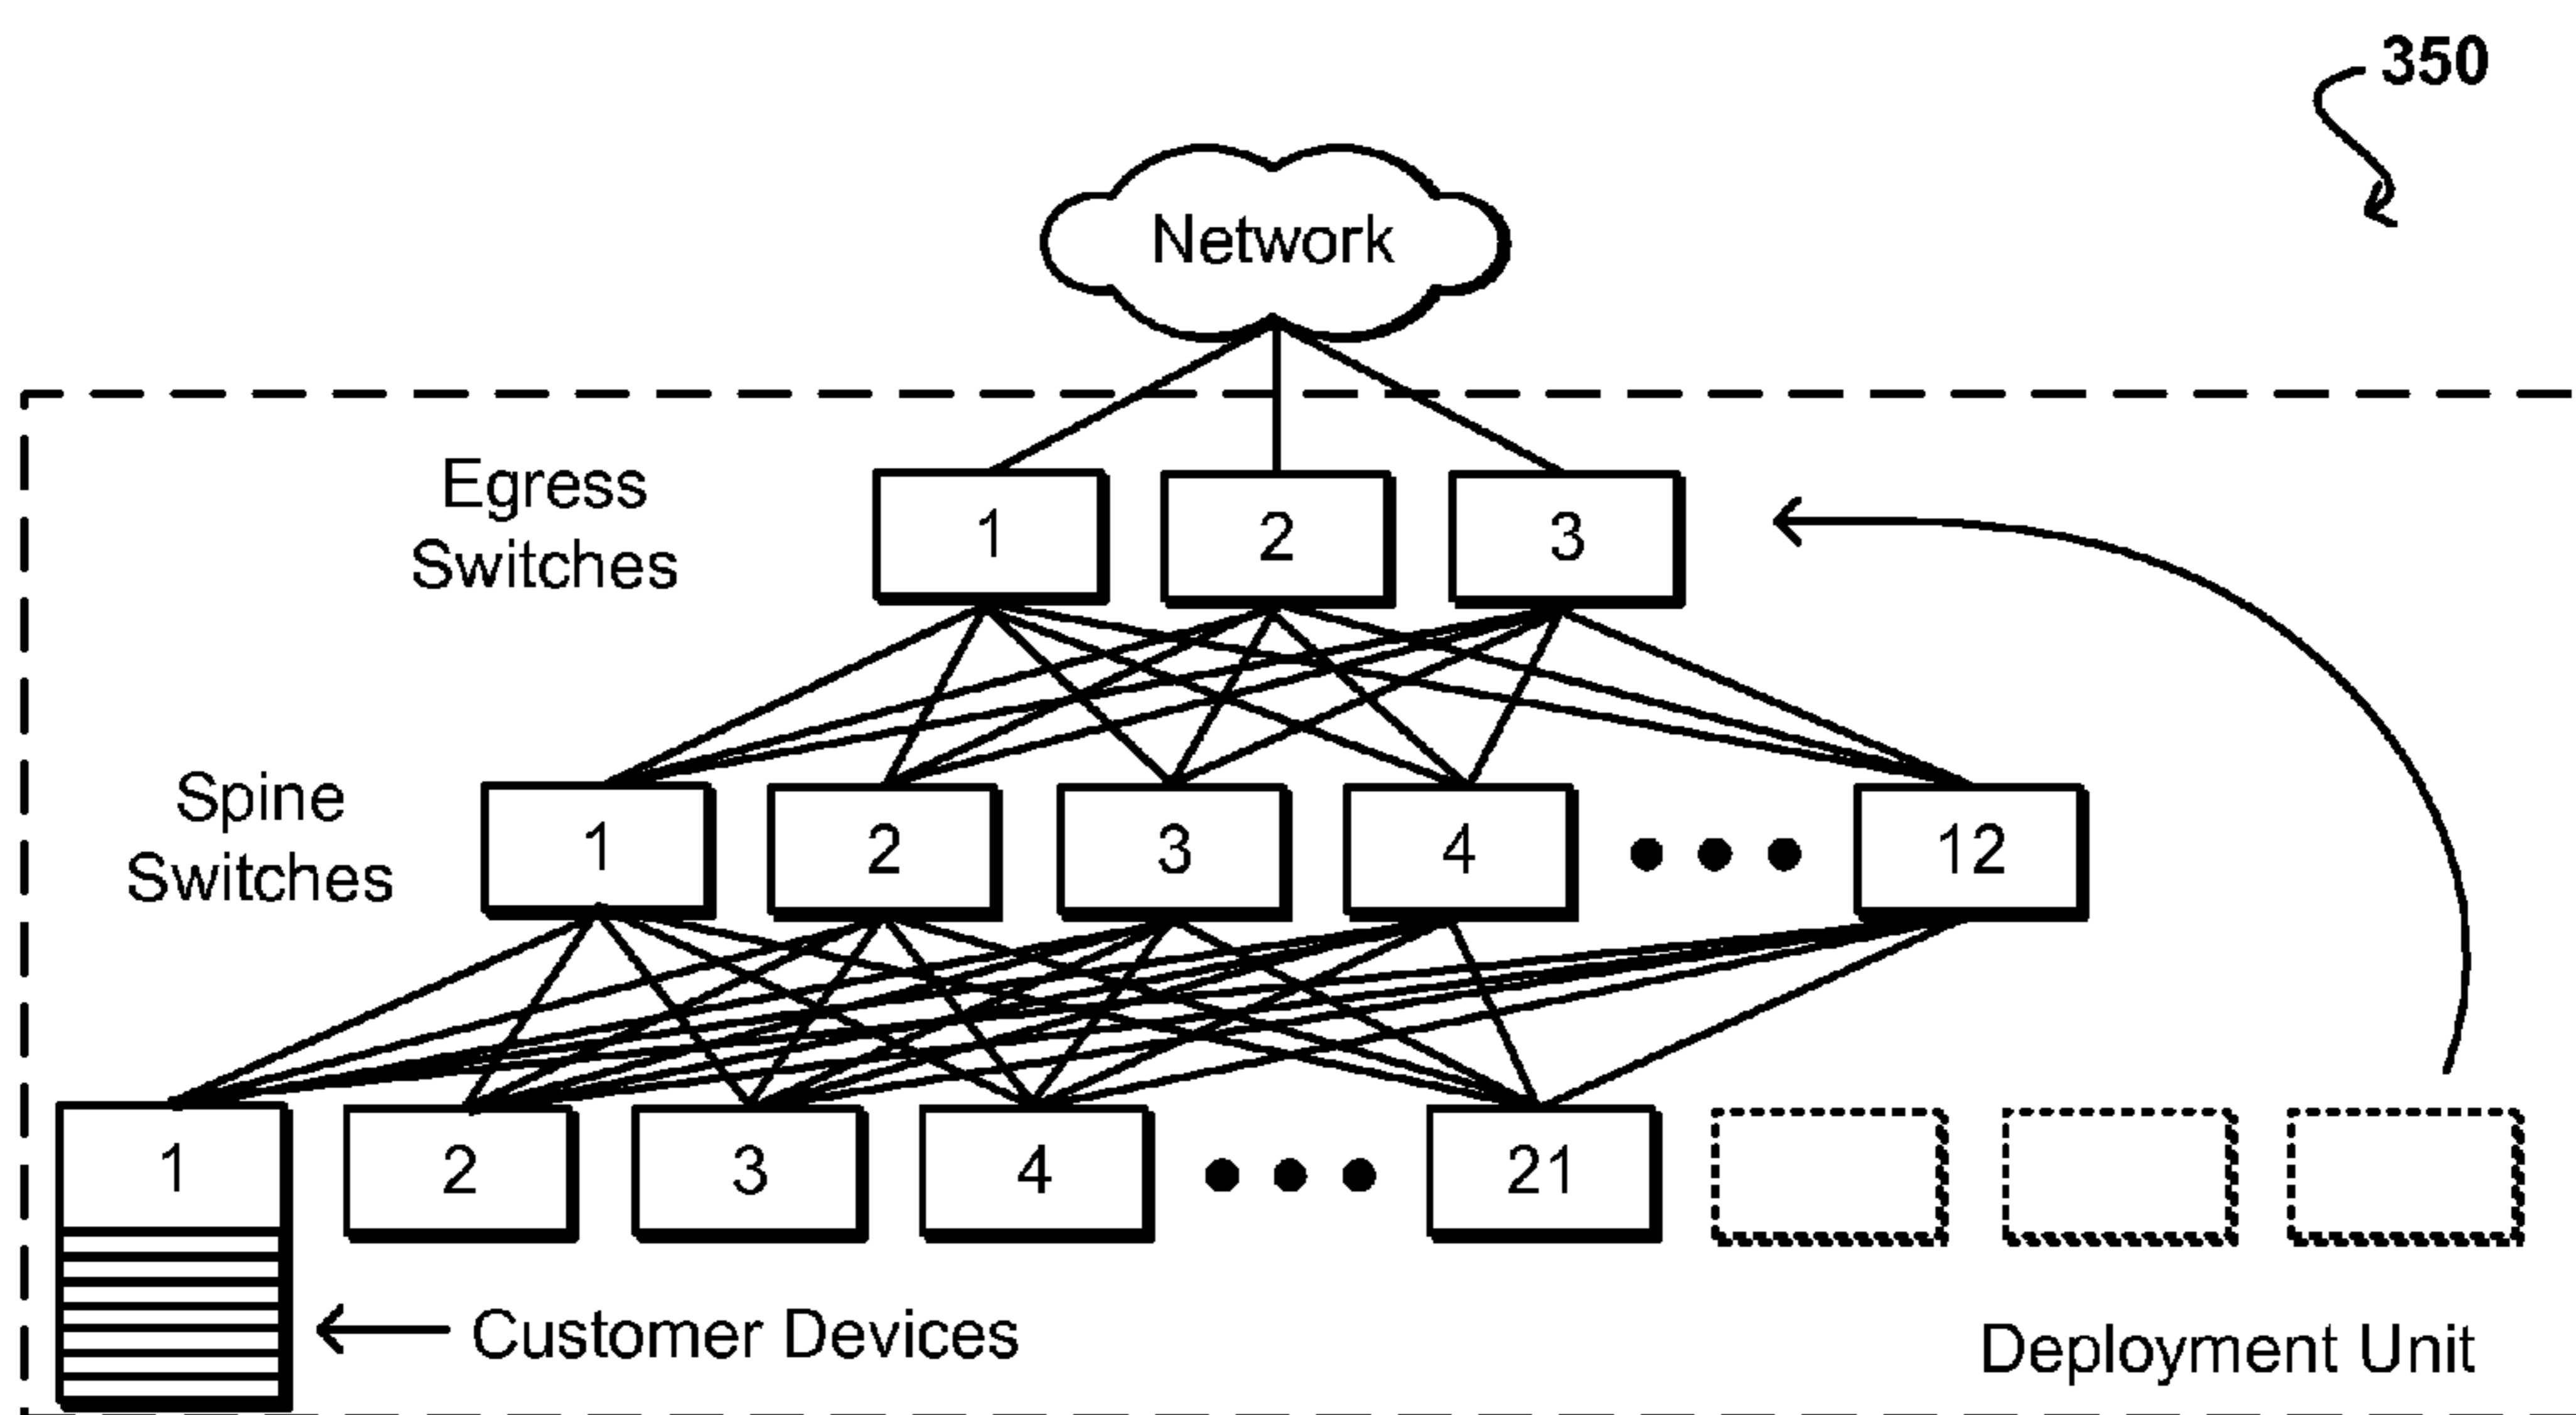 350
Network
Egress
Switches
1 2 3
Spine
Switches
1 2 3 4 12
1 2 3 4 21
Customer Devices
Deployment Unit